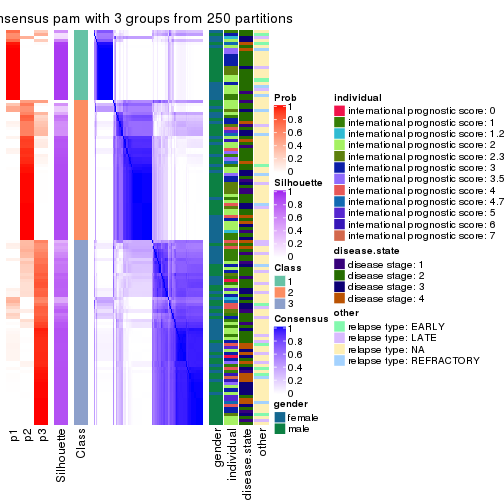 nsensus pam with 3 groups from 250 partitions
p1
p2
p3
Silhouette
Class
gender
individual
disease.state
other
Prob
1
0.8
0.6
0.4
0.2
0
Silhouette
1
0.8
0.6
0.4
0.2
0
Class
1
2
3
Consensus
1
0.8
0.6
0.4
0.2
0
gender
female
male
individual
international prognostic score: 0
international prognostic score: 1
international prognostic score: 1.2
international prognostic score: 2
international prognostic score: 2.3
international prognostic score: 3
international prognostic score: 3.5
international prognostic score: 4
international prognostic score: 4.7
international prognostic score: 5
international prognostic score: 6
international prognostic score: 7
disease.state
disease stage: 1
disease stage: 2
disease stage: 3
disease stage: 4
other
relapse type: EARLY
relapse type: LATE
relapse type: NA
relapse type: REFRACTORY